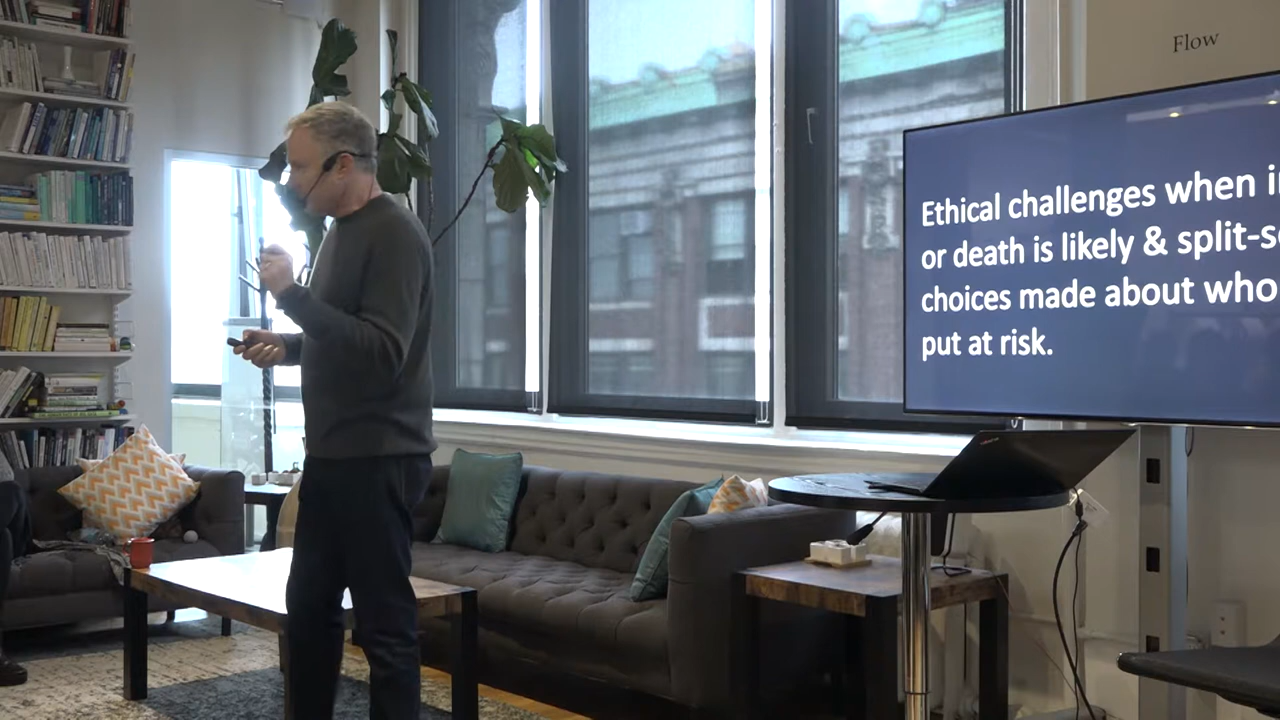 Flow
Ethical challenges when
or death is likely & split-s
choices made about who
put at risk.